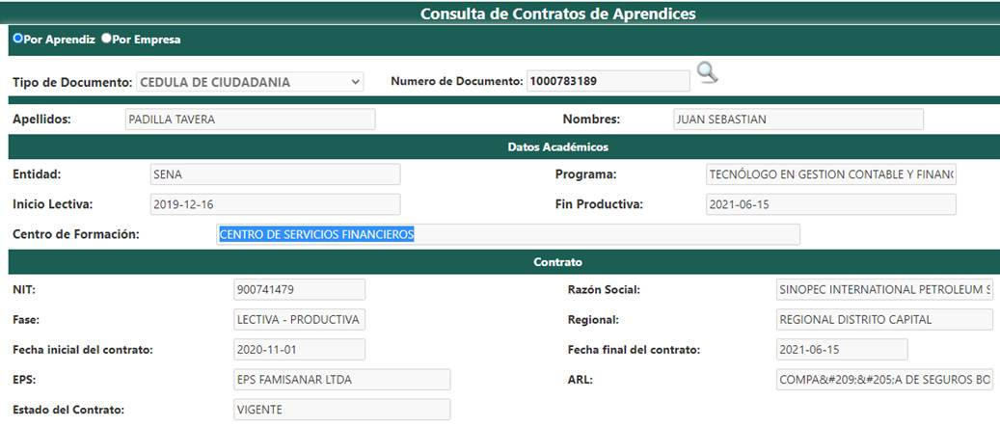 Consulta de Contratos de Aprendices
Por Aprendiz Por Empresa
Tipo de Documento: CEDULA DE CIUDADANIA Numero de Documento: 1000783189
Apellidos: PADILLA TAVERA Nombres: JUAN SEBASTIAN
Datos Académicos
Entidad: SENA Programa: TECNÓLOGO EN GESTION CONTABLE Y FINANC
Inicio Lectiva: 2019-12-16 Fin Productiva: 2021-06-15
Centro de Formación: CENTRO DE SERVICIOS FINANCIEROS
Contrato
NIT: 900741479 Razón Social: SINOPEC INTERNATIONAL PETROLEUM S
Fase: LECTIVA - PRODUCTIVA Regional: REGIONAL DISTRITO CAPITAL
Fecha inicial del contrato: 2020-11-01 Fecha final del contrato: 2021-06-15
EPS: EPS FAMISANAR LTDA ARL: COMPA&#209;&#205;A DE SEGUROS BO
Estado del Contrato: VIGENTE